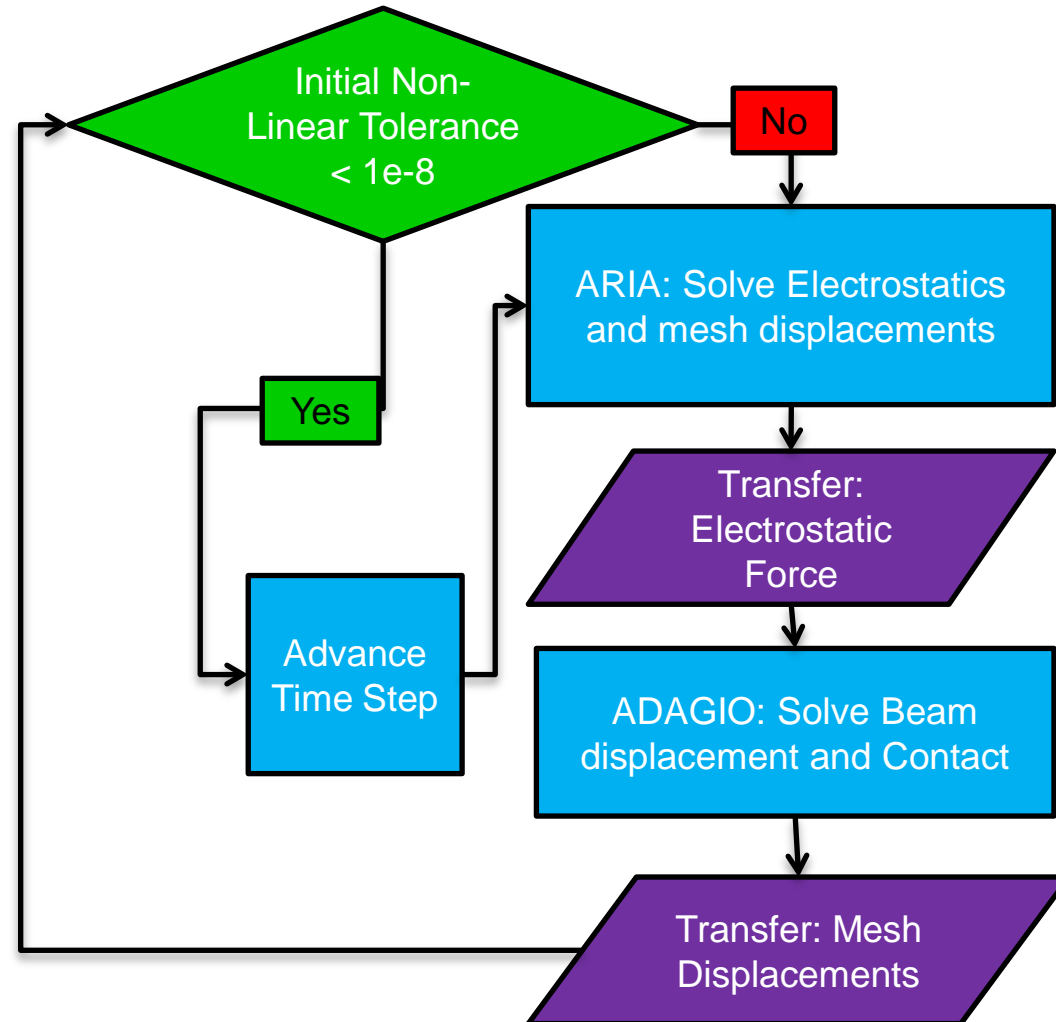 Initial Non-
Linear Tolerance
< 1e-8
No
ARIA: Solve Electrostatics
and mesh displacements
Yes
Transfer:
Electrostatic
Force
Advance
Time Step
ADAGIO: Solve Beam
displacement and Contact
Transfer: Mesh
Displacements